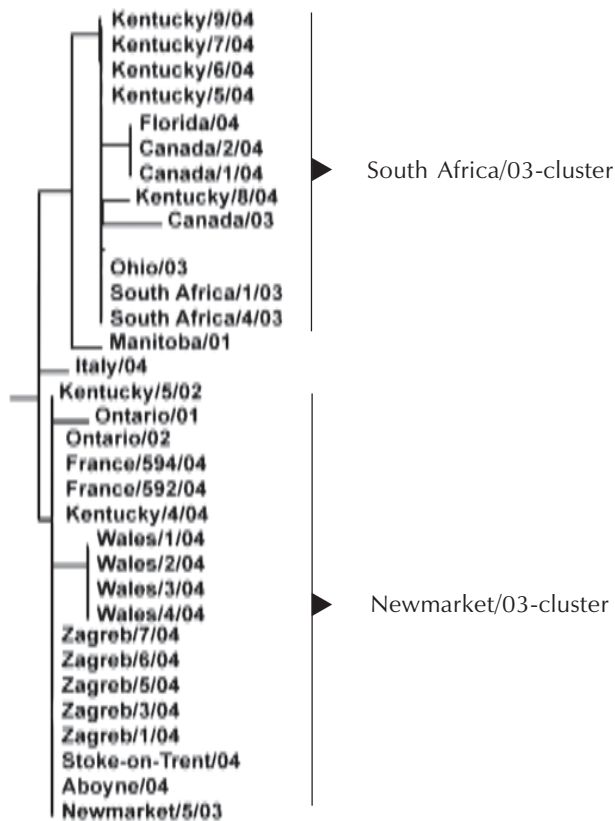 Kentucky/9/04
Kentucky/7/04
Kentucky/6/04
Kentucky/5/04
Florida/04
Canada/2/04
Canada/1/04
South Africa/03-cluster
Kentucky/8/04
Canada/03
Ohio/03
South Africa/1/03
South Africa/4/03
Manitoba/01
Italy/04
Kentucky/5/02
Ontario/01
Ontario/02
France/594/04
France/592/04
Kentucky/4/04
Wales/1/04
Wales/2/04
Wales/3/04
Newmarket/03-cluster
Wales/4/04
Zagreb/7/04
Zagreb/6/04
Zagreb/5/04
Zagreb/3/04
Zagreb/1/04
Stoke-on-Trent/04
Aboyne/04
Newmarket/5/03